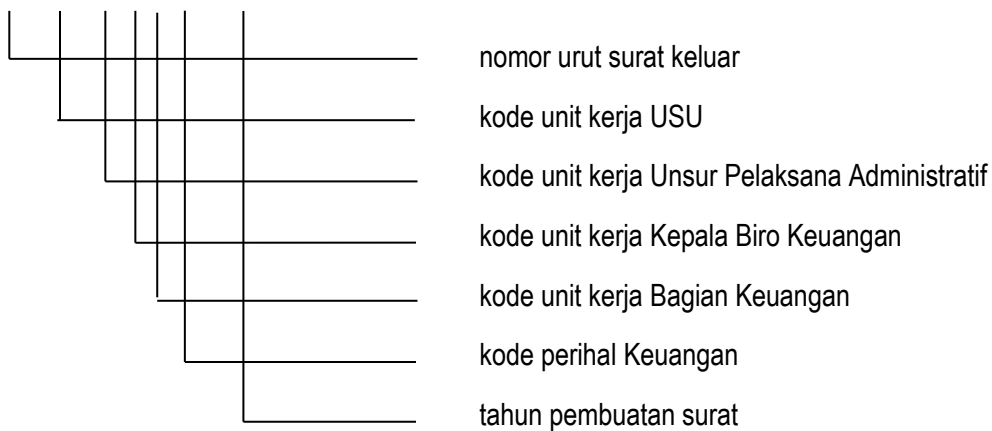 nomor urut surat keluar
kode unit kerja USU
kode unit kerja Unsur Pelaksana Administratif
kode unit kerja Kepala Biro Keuangan
kode unit kerja Bagian Keuangan
kode perihal Keuangan
tahun pembuatan surat